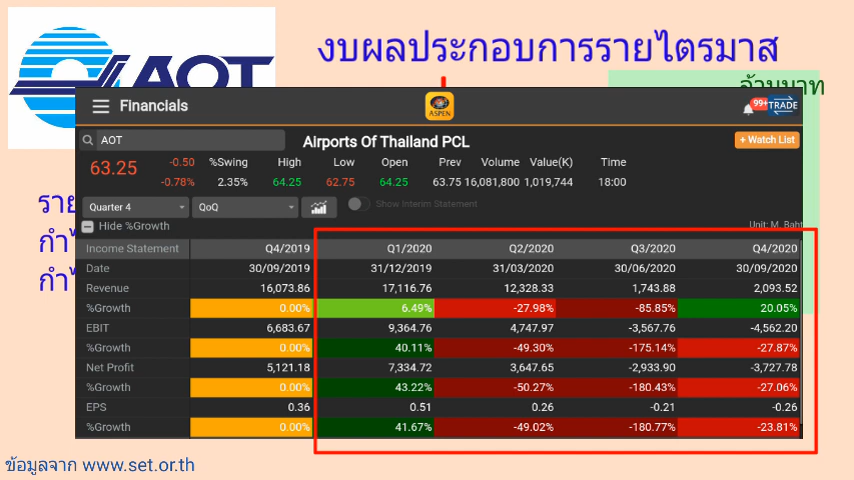 AOT
งบผลประกอบการรายไตรมาส
ล้านบาท
Financials
ASPEN
99+
TRADE
AOT
Airports Of Thailand PCL
+ Watch List
63.25 -0.50 %Swing High Low Open Prev Volume Value(K) Time
-0.78% 2.35% 64.25 62.75 64.25 63.75 16,081,800 1,019,744 18:00
ราย
Quarter 4 QoQ Show Interim Statement
Hide %Growth Unit: M. Baht
กำไ
Income Statement Q4/2019 Q1/2020 Q2/2020 Q3/2020 Q4/2020
Date 30/09/2019 31/12/2019 31/03/2020 30/06/2020 30/09/2020
กำไ
Revenue 16,073.86 17,116.76 12,328.33 1,743.88 2,093.52
%Growth 0.00% 6.49% -27.98% -85.85% 20.05%
EBIT 6,683.67 9,364.76 4,747.97 -3,567.76 -4,562.20
%Growth 0.00% 40.11% -49.30% -175.14% -27.87%
Net Profit 5,121.18 7,334.72 3,647.65 -2,933.90 -3,727.78
%Growth 0.00% 43.22% -50.27% -180.43% -27.06%
EPS 0.36 0.51 0.26 -0.21 -0.26
%Growth 0.00% 41.67% -49.02% -180.77% -23.81%
ข้อมูลจาก www.set.or.th